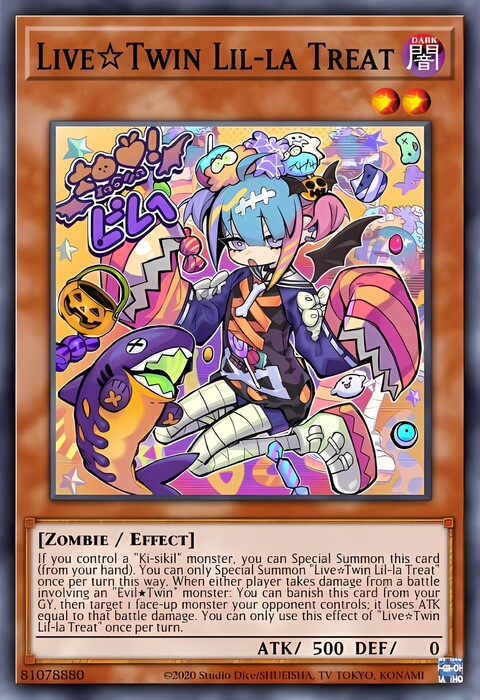 Live☆Twin Lil-la Treat
DARK
闇
[Zombie / Effect]
If you control a "Ki-sikil" monster, you can Special Summon this card
(from your hand). You can only Special Summon "Live☆Twin Lil-la Treat"
once per turn this way. When either player takes damage from a battle
involving an "Evil★Twin" monster: You can banish this card from your
GY, then target 1 face-up monster your opponent controls; it loses ATK
equal to that battle damage. You can only use this effect of "Live☆Twin
Lil-la Treat" once per turn.
ATK/ 500 DEF/ 0
81078880
©2020 Studio Dice/SHUEISHA, TV TOKYO, KONAMI